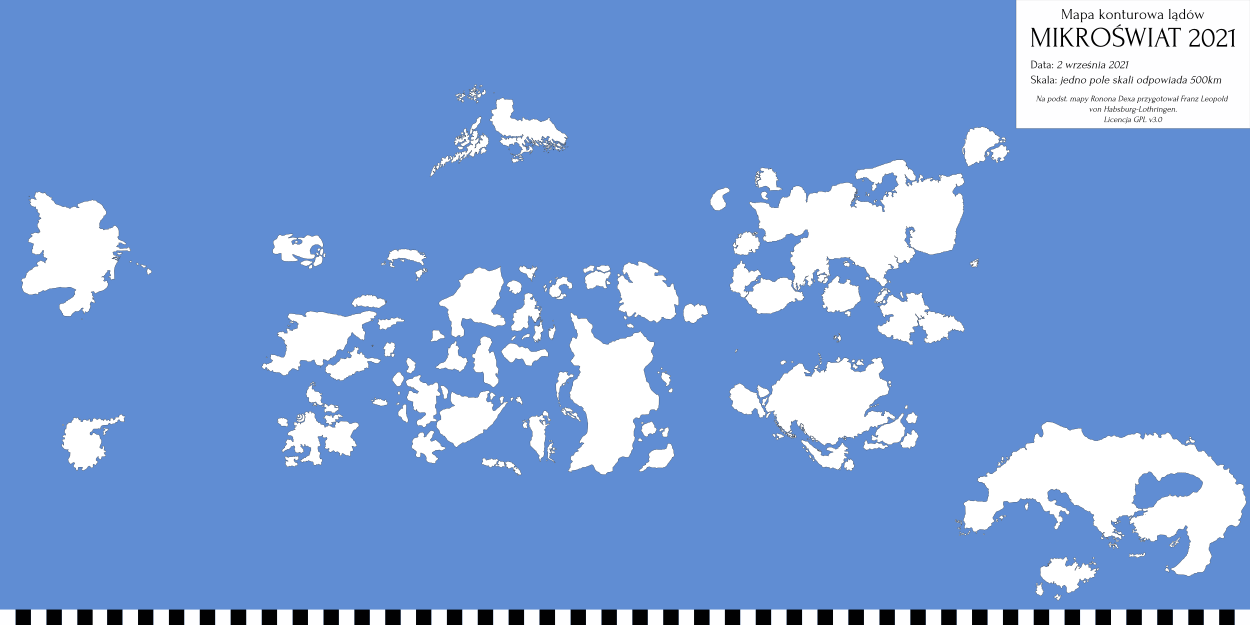 Mapa konturowa lądów
MIKROŚWIAT 2021
Data: 2 września 2021
Skala: jedno pole skali odpowiada 500km
Na podst. mapy Ronona Dexa przygotował Franz Leopold
von Habsburg-Lothringen.
Licencja GPL v3.0